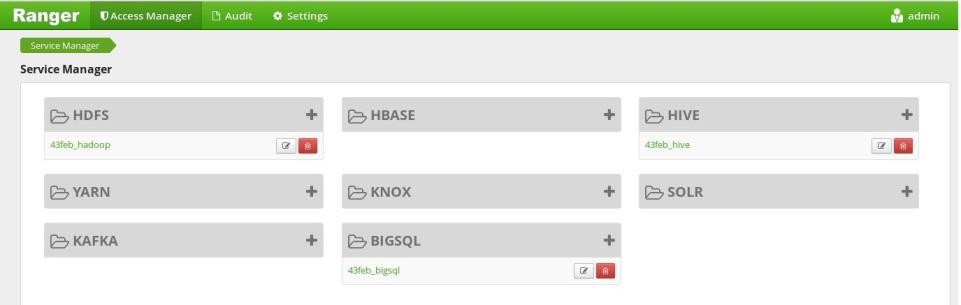 Ranger Access Manager Audit Settings admin
Service Manager
Service Manager
HDFS HBASE HIVE
43feb_hadoop 43feb_hive
YARN KNOX SOLR
KAFKA BIGSQL
43feb_bigsql